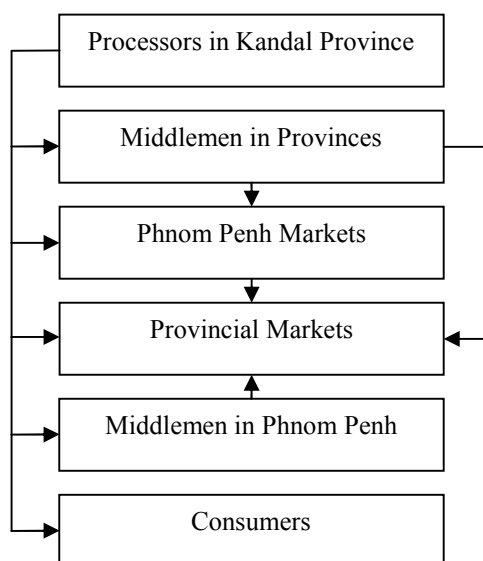 Processors in Kandal Province
Middlemen in Provinces
Phnom Penh Markets
Provincial Markets
Middlemen in Phnom Penh
Consumers